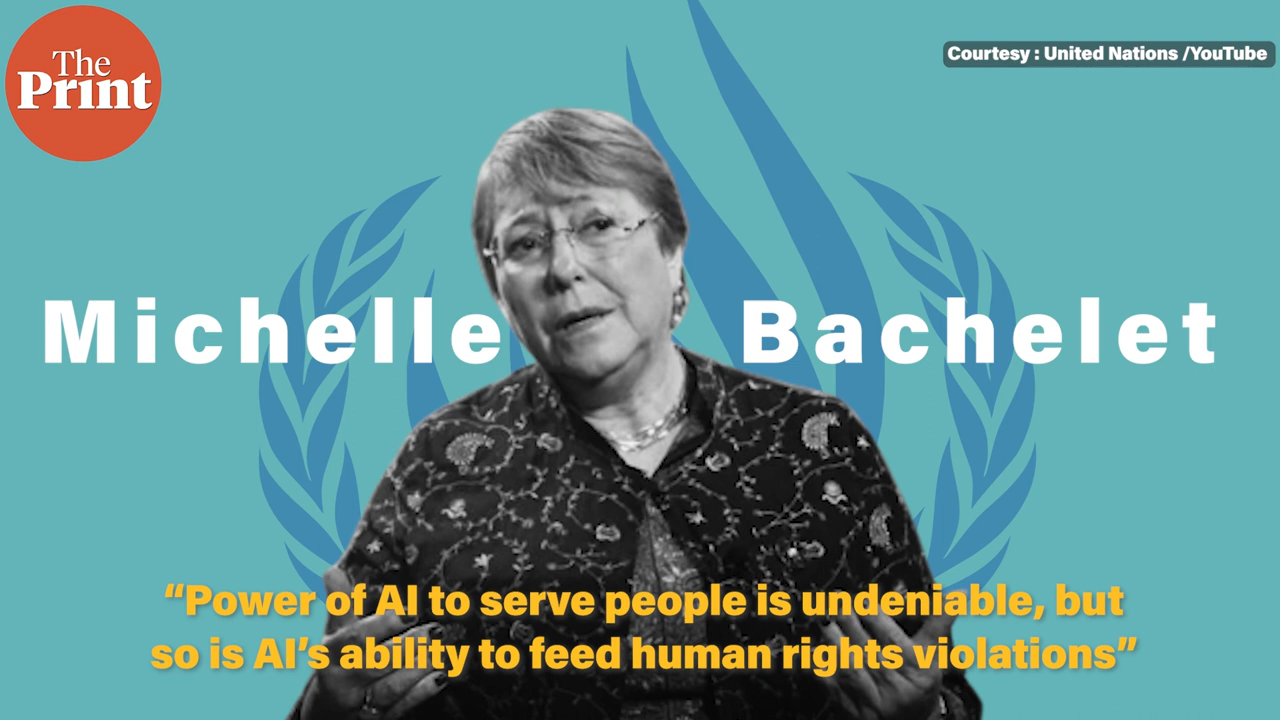 The
Print
Courtesy : United Nations /YouTube
Michelle Bachelet
“Power of AI to serve people is undeniable, but
so is AI’s ability to feed human rights violations”